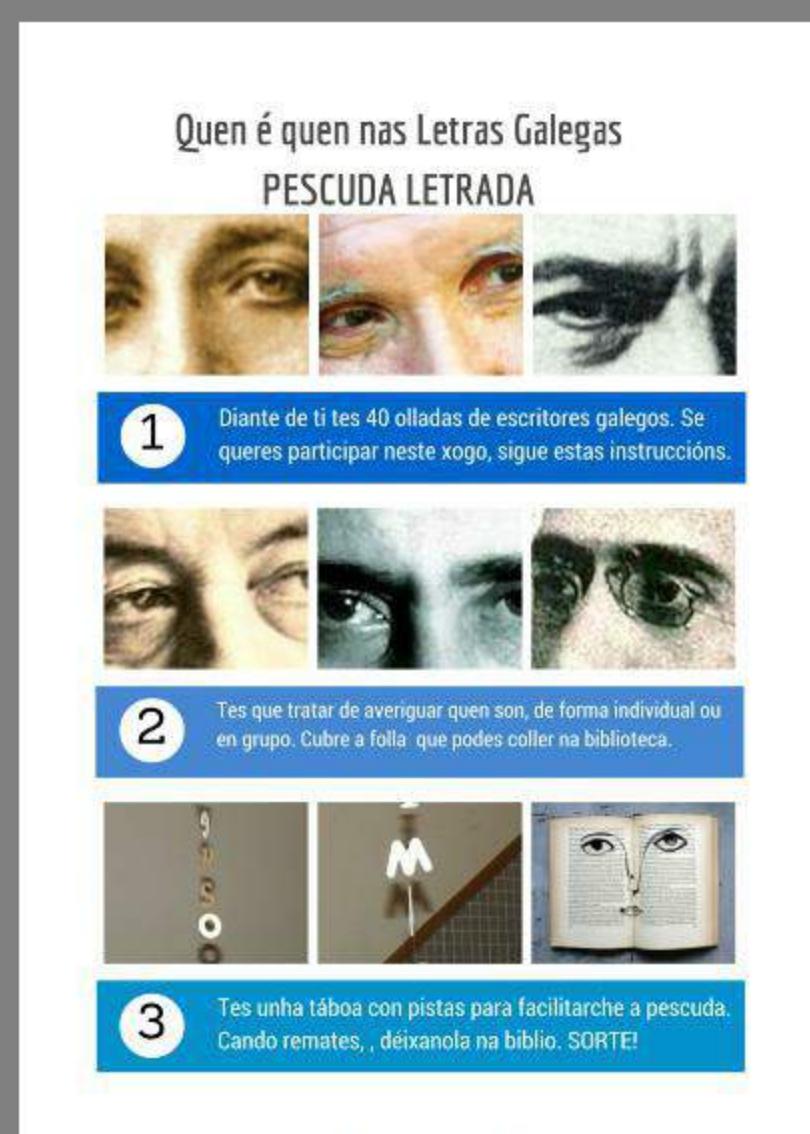 Quen é quen nas Letras Galegas
PESCUDA LETRADA
1
Diante de ti tes 40 olladas de escritores galegos. Se
queres participar neste xogo, sigue estas instruccións.
2
Tes que tratar de averiguar quen son, de forma individual ou
en grupo. Cubre a folla que podes coller na biblioteca.
3
Tes unha táboa con pistas para facilitarche a pescuda.
Cando remates, , déixanola na biblio. SORTE!